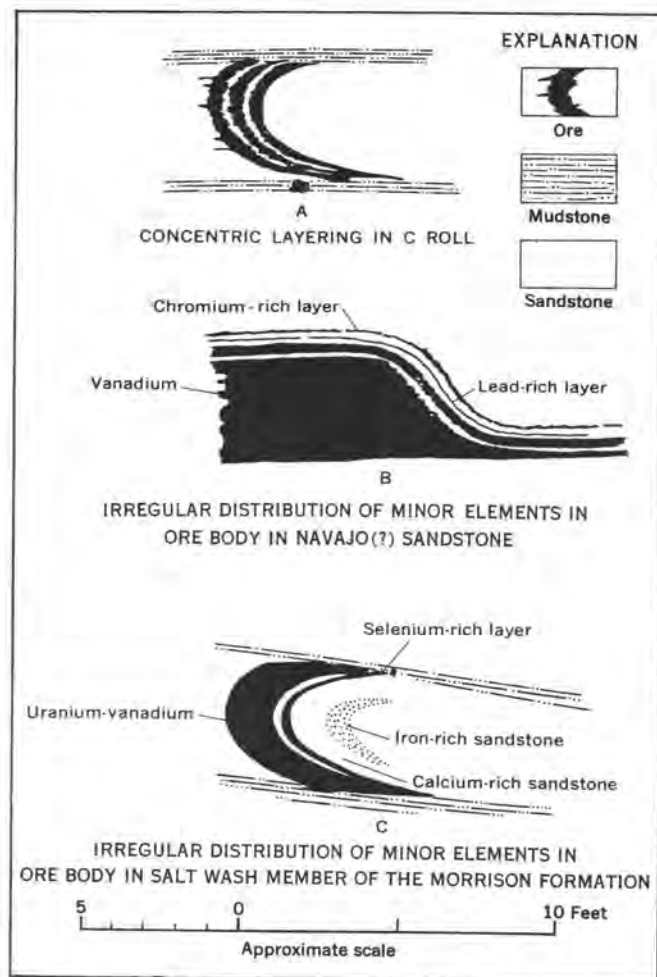 EXPLANATION
Ore
Mudstone
Sandstone
A
CONCENTRIC LAYERING IN C ROLL
Chromium-rich layer
Vanadium
Lead-rich layer
B
IRREGULAR DISTRIBUTION OF MINOR ELEMENTS IN
ORE BODY IN NAVAJO(?) SANDSTONE
Selenium-rich layer
Uranium-vanadium
Iron-rich sandstone
Calcium-rich sandstone
C
IRREGULAR DISTRIBUTION OF MINOR ELEMENTS IN
ORE BODY IN SALT WASH MEMBER OF THE MORRISON FORMATION
5 0 5 10 Feet
Approximate scale